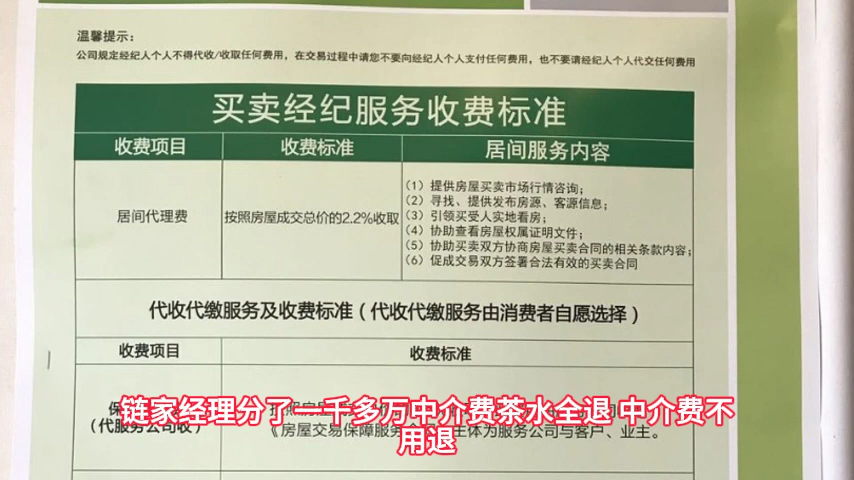 温馨提示：
公司规定经纪人个人不得代收/收取任何费用，在交易过程中请您不要向经纪人个人支付任何费用，也不要请经纪人个人代交任何费用
买卖经纪服务收费标准
收费项目 收费标准 居间服务内容
居间代理费 按照房屋成交总价的2.2%收取
（1）提供房屋买卖市场行情咨询；
（2）寻找、提供发布房源、客源信息；
（3）引领买受人实地看房；
（4）协助查看房屋权属证明文件；
（5）协助买卖双方协商房屋买卖合同的相关条款内容；
（6）促成交易双方签署合法有效的买卖合同
代收代缴服务及收费标准（代收代缴服务由消费者自愿选择）
收费项目 收费标准
链家经理分了一千多万中介费茶水全退 中介费不
用退
（代服务公司收）
《房屋交易保障服务 主体为服务公司与客户、业主。